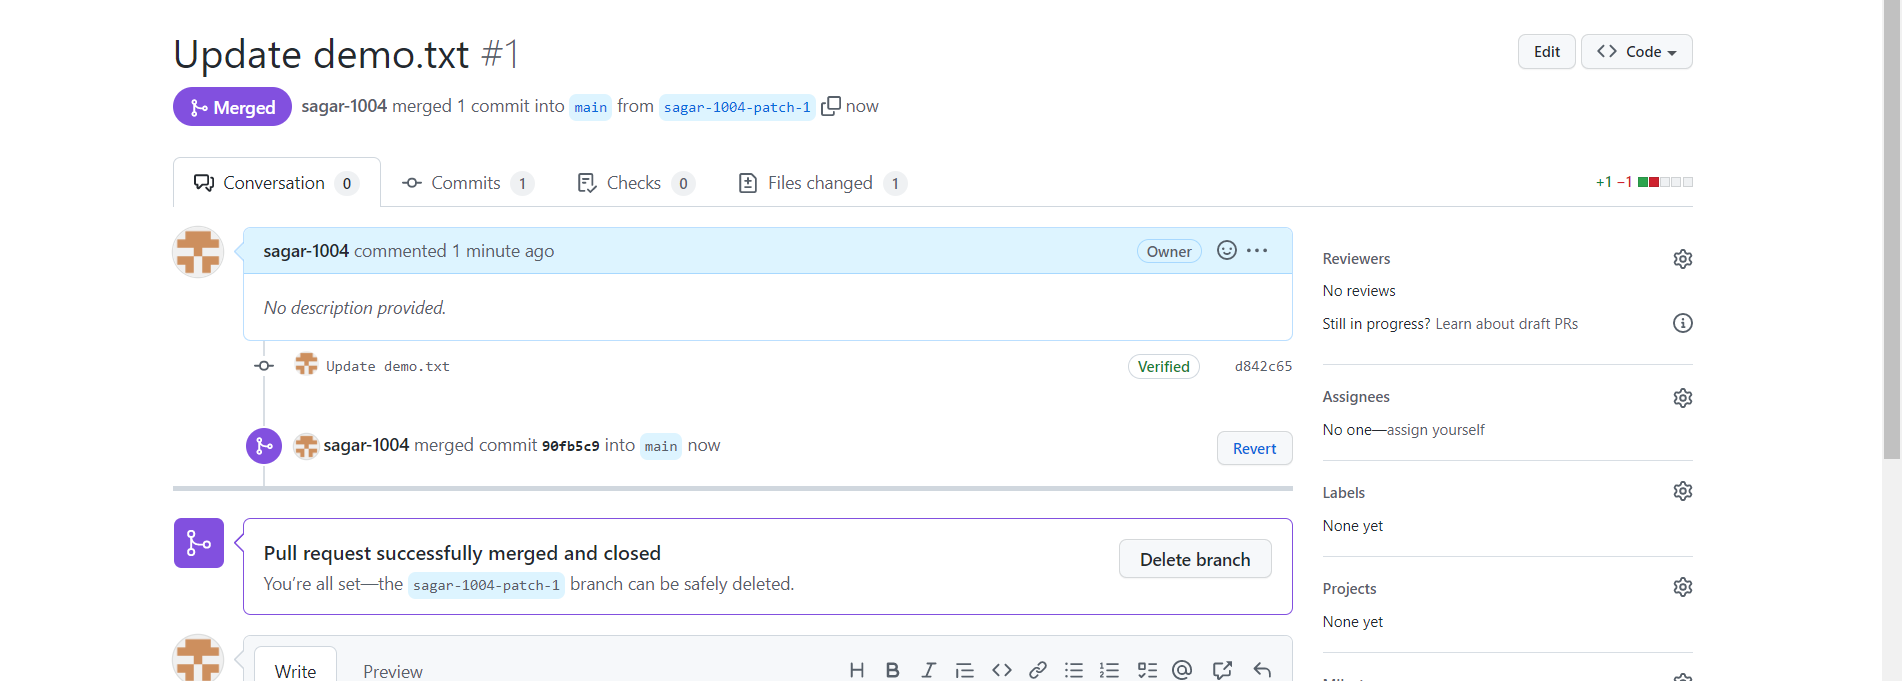 Update demo.txt #1
Edit
Code
Merged
sagar-1004 merged 1 commit into main from sagar-1004-patch-1 now
Conversation 0
Commits 1
Checks 0
Files changed 1
+1 −1
sagar-1004 commented 1 minute ago
Owner
No description provided.
Update demo.txt
Verified
d842c65
sagar-1004 merged commit 90fb5c9 into main now
Revert
Pull request successfully merged and closed
You’re all set—the sagar-1004-patch-1 branch can be safely deleted.
Delete branch
Write
Preview
Reviewers
No reviews
Still in progress? Learn about draft PRs
Assignees
No one—assign yourself
Labels
None yet
Projects
None yet